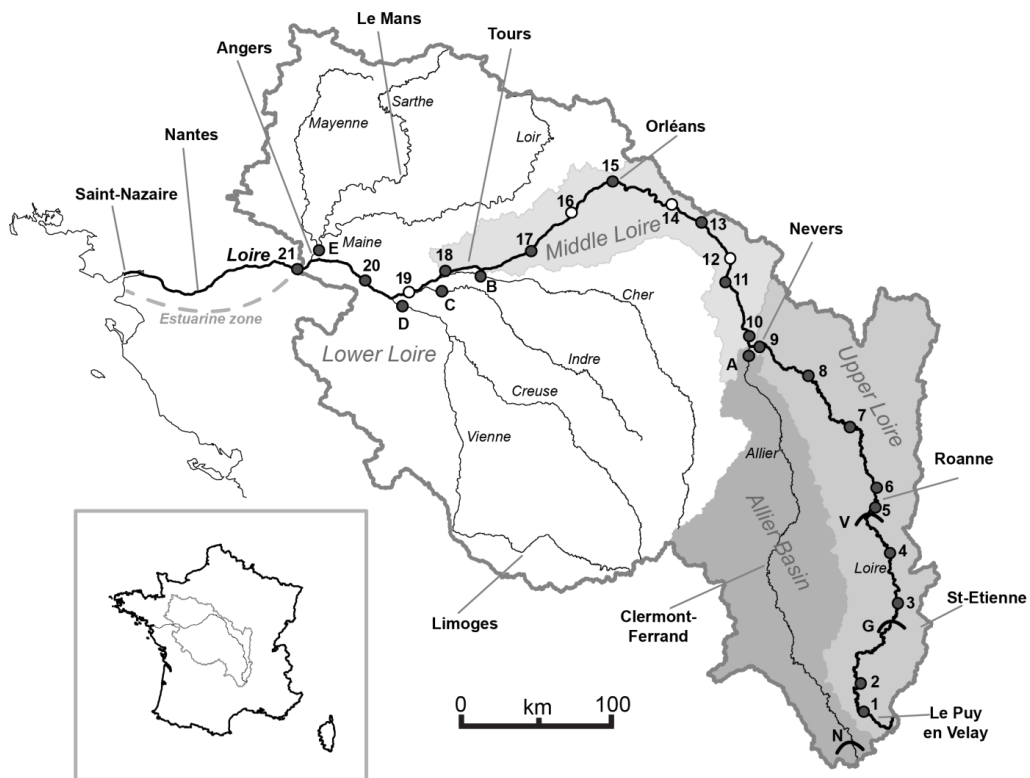 Le Mans
Angers
Tours
Sarthe
Mayenne
Loir
Orléans
Nantes
15
Saint-Nazaire
16
14
13
Nevers
17
Middle Loire
E
Maine
Loire
21
18
12
20
19
B
11
C
D
Cher
Estuarine zone
10
9
Lower Loire
A
Indre
8
Upper Loire
Creuse
7
Vienne
Allier
Roanne
6
5
V
Allier Basin
4
Loire
3
St-Etienne
Limoges
Clermont-
Ferrand
G
2
1
Le Puy
en Velay
N
0
km
100